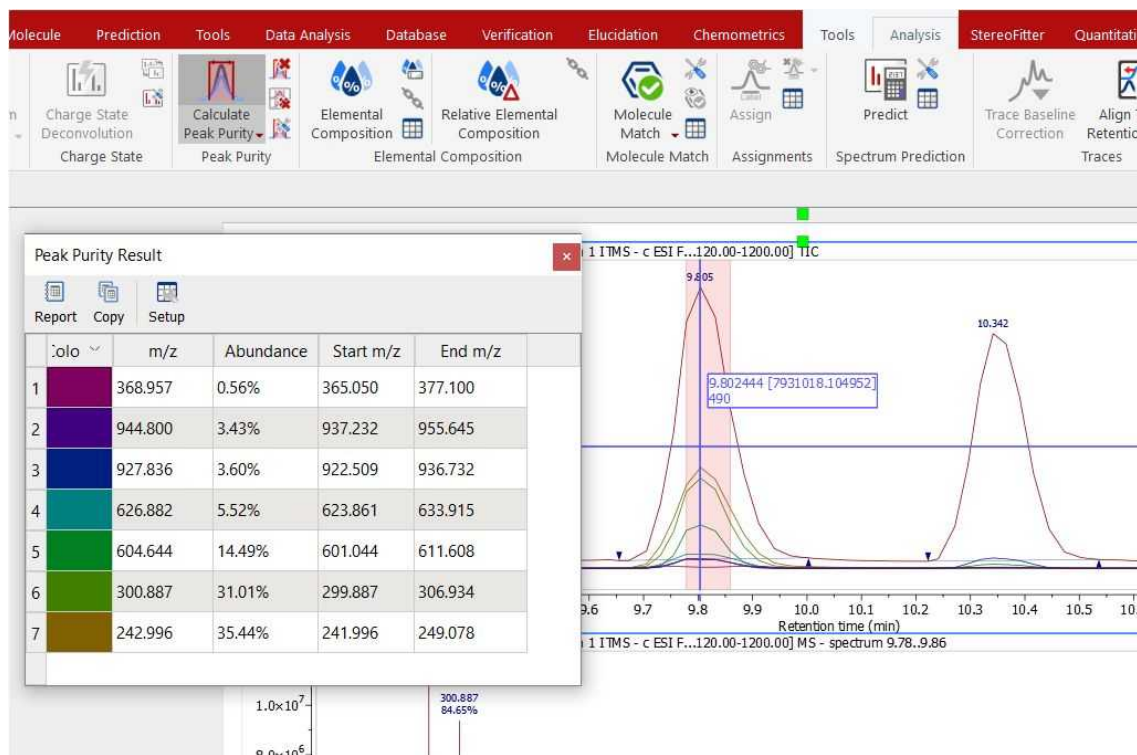 Molecule Prediction Tools Data Analysis Database Verification Elucidation Chemometrics Tools Analysis StereoFitter Quantitati
Charge State
Deconvolution
Charge State
Calculate
Peak Purity
Peak Purity
Elemental
Composition
Relative Elemental
Composition
Elemental Composition
Molecule
Match
Molecule Match
Assign
Assignments
Predict
Spectrum Prediction
Trace Baseline
Correction
Align
Retentio
Traces
Peak Purity Result
Report Copy Setup
Colo m/z Abundance Start m/z End m/z
1 368.957 0.56% 365.050 377.100
2 944.800 3.43% 937.232 955.645
3 927.836 3.60% 922.509 936.732
4 626.882 5.52% 623.861 633.915
5 604.644 14.49% 601.044 611.608
6 300.887 31.01% 299.887 306.934
7 242.996 35.44% 241.996 249.078
1 ITMS - c ESI F...120.00-1200.00] TIC
9.805
10.342
9.802444 [7931018.104952]
490
9.6 9.7 9.8 9.9 10.0 10.1 10.2 10.3 10.4 10.5 10.
Retention time (min)
1 ITMS - c ESI F...120.00-1200.00] MS - spectrum 9.78..9.86
300.887
84.65%
1.0×10⁷
8.0×10⁶